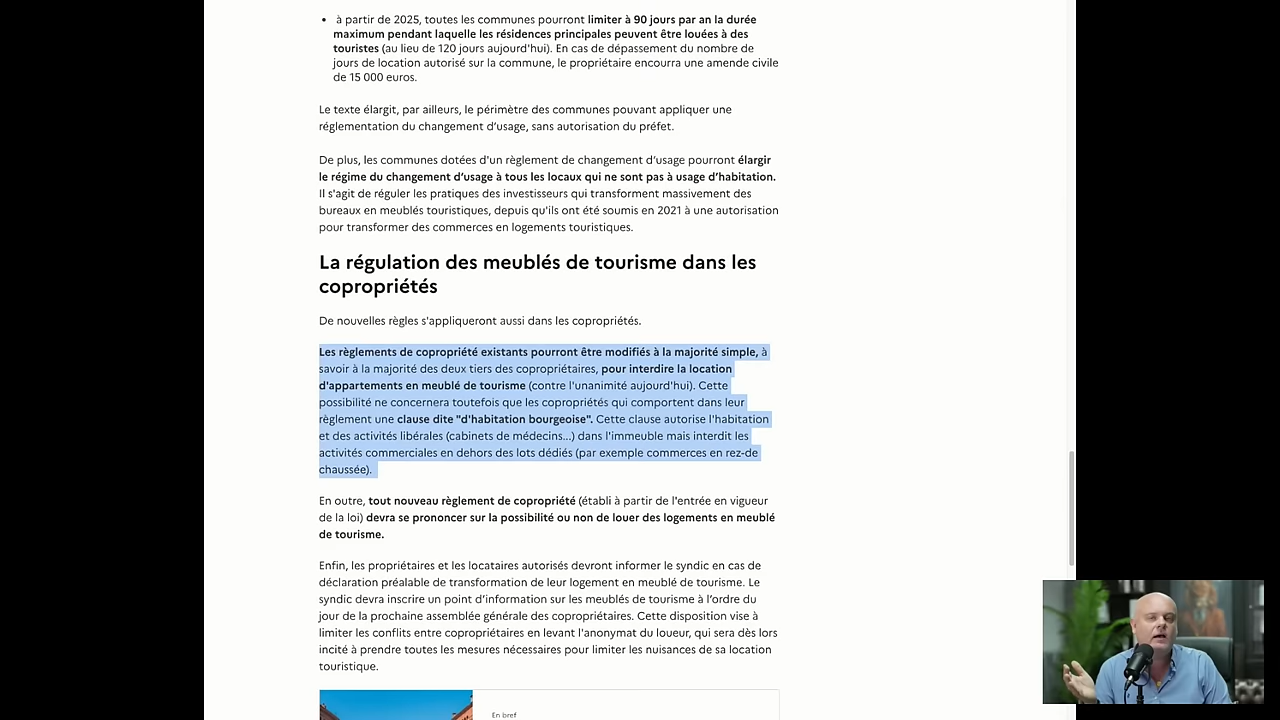 • à partir de 2025, toutes les communes pourront limiter à 90 jours par an la durée
maximum pendant laquelle les résidences principales peuvent être louées à des
touristes (au lieu de 120 jours aujourd'hui). En cas de dépassement du nombre de
jours de location autorisé sur la commune, le propriétaire encourra une amende civile
de 15 000 euros.
Le texte élargit, par ailleurs, le périmètre des communes pouvant appliquer une
réglementation du changement d’usage, sans autorisation du préfet.
De plus, les communes dotées d'un règlement de changement d’usage pourront élargir
le régime du changement d’usage à tous les locaux qui ne sont pas à usage d’habitation.
Il s'agit de réguler les pratiques des investisseurs qui transforment massivement des
bureaux en meublés touristiques, depuis qu'ils ont été soumis en 2021 à une autorisation
pour transformer des commerces en logements touristiques.
La régulation des meublés de tourisme dans les
copropriétés
De nouvelles règles s'appliqueront aussi dans les copropriétés.
Les règlements de copropriété existants pourront être modifiés à la majorité simple, à
savoir à la majorité des deux tiers des copropriétaires, pour interdire la location
d'appartements en meublé de tourisme (contre l'unanimité aujourd'hui). Cette
possibilité ne concernera toutefois que les copropriétés qui comportent dans leur
règlement une clause dite "d'habitation bourgeoise". Cette clause autorise l'habitation
et des activités libérales (cabinets de médecins...) dans l'immeuble mais interdit les
activités commerciales en dehors des lots dédiés (par exemple commerces en rez-de
chaussée).
En outre, tout nouveau règlement de copropriété (établi à partir de l'entrée en vigueur
de la loi) devra se prononcer sur la possibilité ou non de louer des logements en meublé
de tourisme.
Enfin, les propriétaires et les locataires autorisés devront informer le syndic en cas de
déclaration préalable de transformation de leur logement en meublé de tourisme. Le
syndic devra inscrire un point d’information sur les meublés de tourisme à l’ordre du
jour de la prochaine assemblée générale des copropriétaires. Cette disposition vise à
limiter les conflits entre copropriétaires en levant l'anonymat du loueur, qui sera dès lors
incité à prendre toutes les mesures nécessaires pour limiter les nuisances de sa location
touristique.
En bref